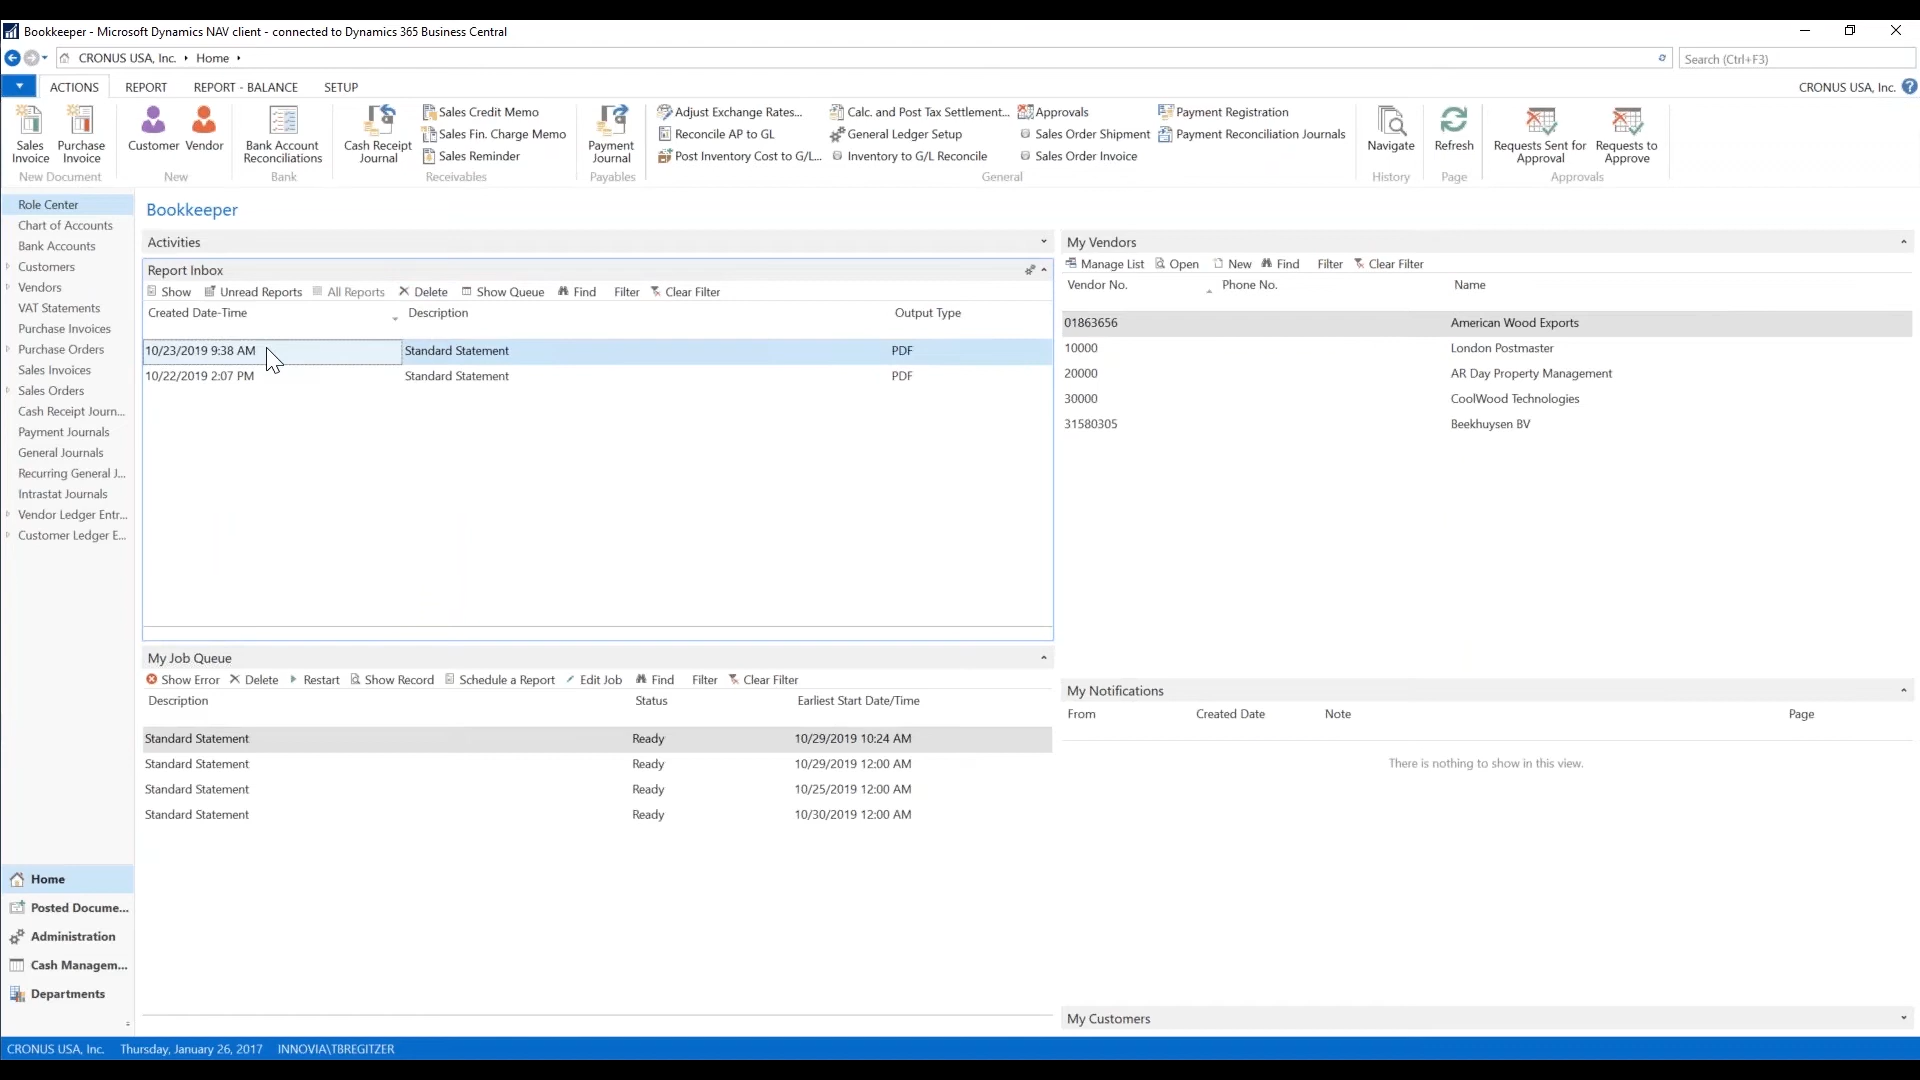 Bookkeeper - Microsoft Dynamics NAV client - connected to Dynamics 365 Business Central
CRONUS USA, Inc. Home
Search (Ctrl+F3)
ACTIONS REPORT REPORT - BALANCE SETUP
CRONUS USA, Inc.
Sales Invoice
Purchase Invoice
New Document
Customer Vendor
New
Bank Account Reconciliations
Bank
Cash Receipt Journal
Sales Credit Memo
Sales Fin. Charge Memo
Sales Reminder
Receivables
Payment Journal
Payables
Adjust Exchange Rates...
Reconcile AP to GL
Post Inventory Cost to G/L...
Calc. and Post Tax Settlement...
General Ledger Setup
Inventory to G/L Reconcile
Approvals
Sales Order Shipment
Sales Order Invoice
Payment Registration
Payment Reconciliation Journals
General
Navigate
History
Refresh
Page
Requests Sent for Approval
Requests to Approve
Approvals
Role Center
Chart of Accounts
Bank Accounts
Customers
Vendors
VAT Statements
Purchase Invoices
Purchase Orders
Sales Invoices
Sales Orders
Cash Receipt Journ...
Payment Journals
General Journals
Recurring General J...
Intrastat Journals
Vendor Ledger Entr...
Customer Ledger E...
Home
Posted Docume...
Administration
Cash Managem...
Departments
Bookkeeper
Activities
Report Inbox
Show Unread Reports All Reports Delete Show Queue Find Filter Clear Filter
Created Date-Time Description Output Type
10/23/2019 9:38 AM Standard Statement PDF
10/22/2019 2:07 PM Standard Statement PDF
My Job Queue
Show Error Delete Restart Show Record Schedule a Report Edit Job Find Filter Clear Filter
Description Status Earliest Start Date/Time
Standard Statement Ready 10/29/2019 10:24 AM
Standard Statement Ready 10/29/2019 12:00 AM
Standard Statement Ready 10/25/2019 12:00 AM
Standard Statement Ready 10/30/2019 12:00 AM
My Vendors
Manage List Open New Find Filter Clear Filter
Vendor No. Phone No. Name
01863656 American Wood Exports
10000 London Postmaster
20000 AR Day Property Management
30000 CoolWood Technologies
31580305 Beekhuysen BV
My Notifications
From Created Date Note Page
There is nothing to show in this view.
My Customers
CRONUS USA, Inc. Thursday, January 26, 2017 INNOVIA\TBREGITZER